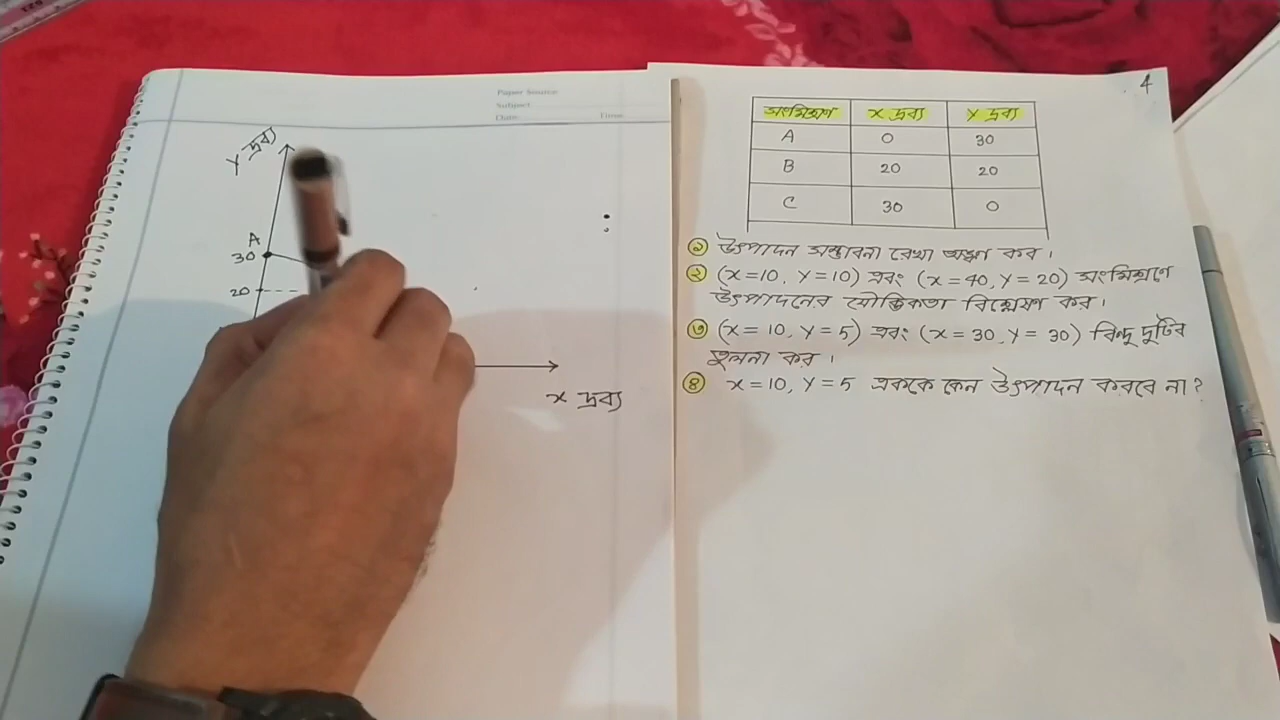 Paper Source:
Subject:
Date:
Time:
Y দ্রব্য
A
30
20
X দ্রব্য
4
সংমিশ্রণ X দ্রব্য Y দ্রব্য
A 0 30
B 20 20
C 30 0
১ উৎপাদন সম্ভাবনা রেখা অঙ্কণ কর।
২ (X=10, Y=10) এবং (X=40, Y=20) সংমিশ্রণে
উৎপাদনের যৌক্তিকতা বিশ্লেষণ কর।
৩ (X = 10, Y = 5) এবং (X = 30, Y = 30) বিন্দু দুটির
তুলনা কর।
৪ X = 10, Y = 5 এককে কেন উৎপাদন করবে না?